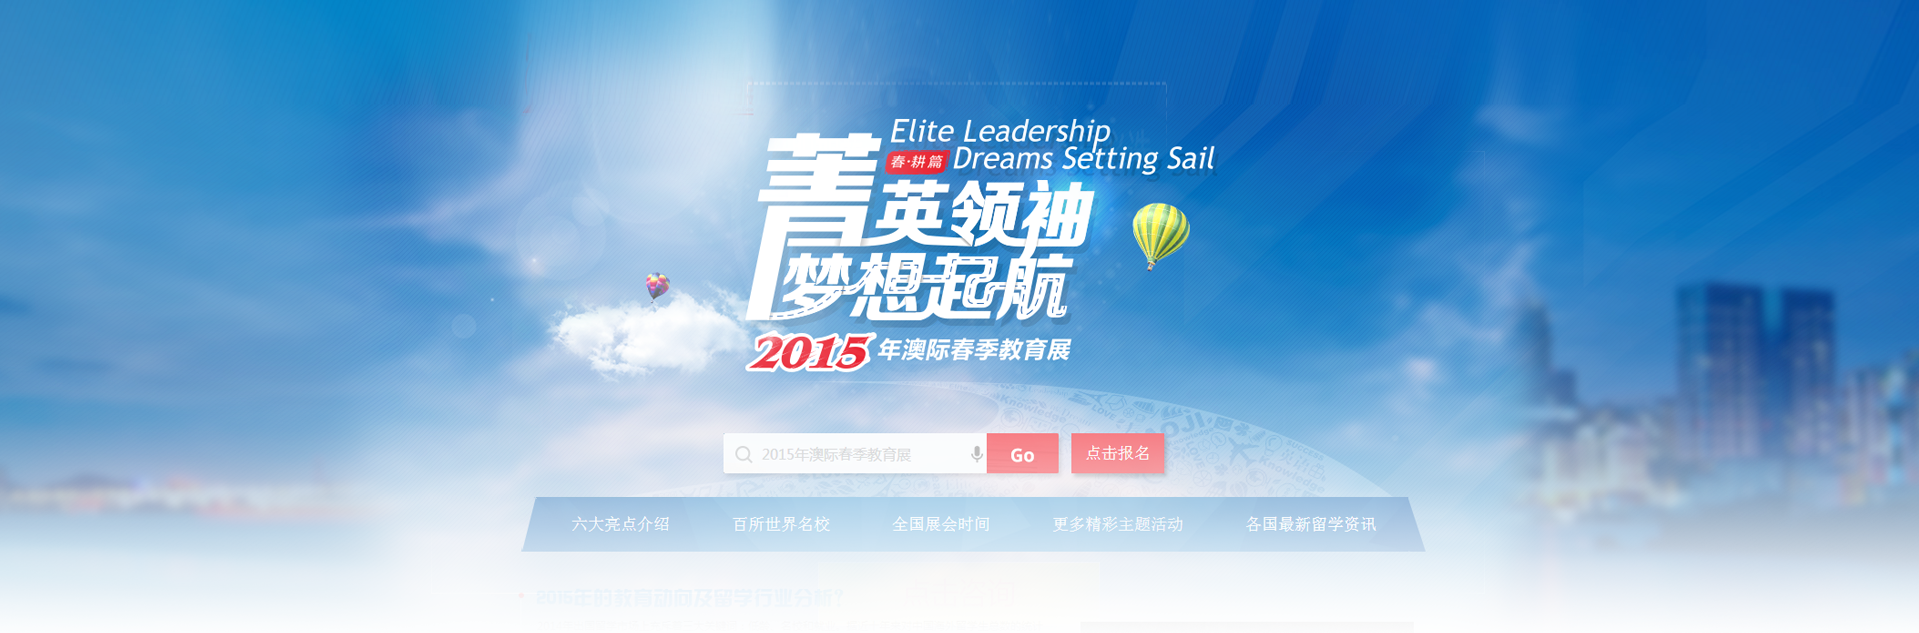 Elite Leadership
春·耕篇 Dreams Setting Sail
菁英领袖
梦想起航
2015年澳际春季教育展
2015年澳际春季教育展 Go 点击报名
六大亮点介绍 百所世界名校 全国展会时间 更多精彩主题活动 各国最新留学资讯